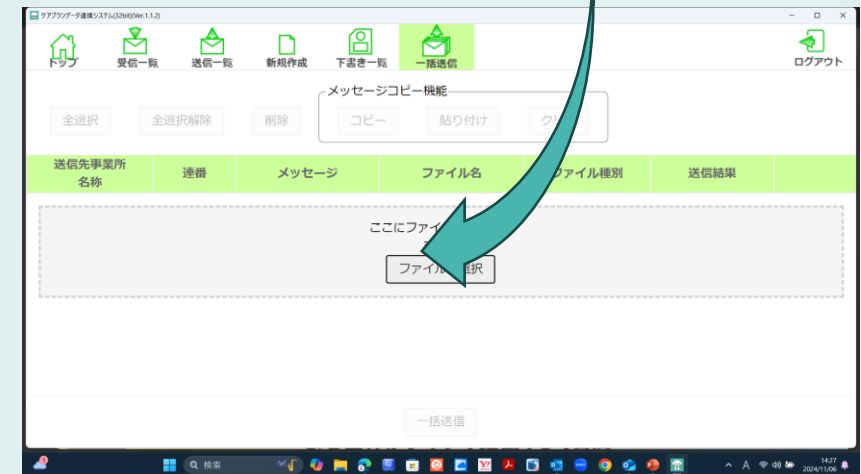 ケアプランデータ連携システム(32bit)(Ver.1.1.2)
トップ 受信一覧 送信一覧 新規作成 下書き一覧 一括送信 ログアウト
メッセージコピー機能
全選択 全選択解除 削除 コピー 貼り付け
送信先事業所名称 連番 メッセージ ファイル名 ファイル種別 送信結果
ここにファイ
ファイル 選択
一括送信
検索
14:27
2024/11/06